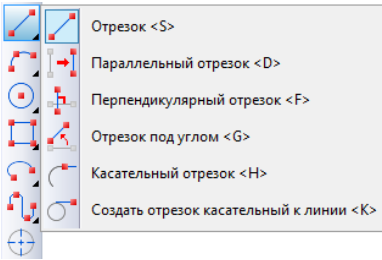 Отрезок <S>
Параллельный отрезок <D>
Перпендикулярный отрезок <F>
Отрезок под углом <G>
Касательный отрезок <H>
Создать отрезок касательный к линии <K>